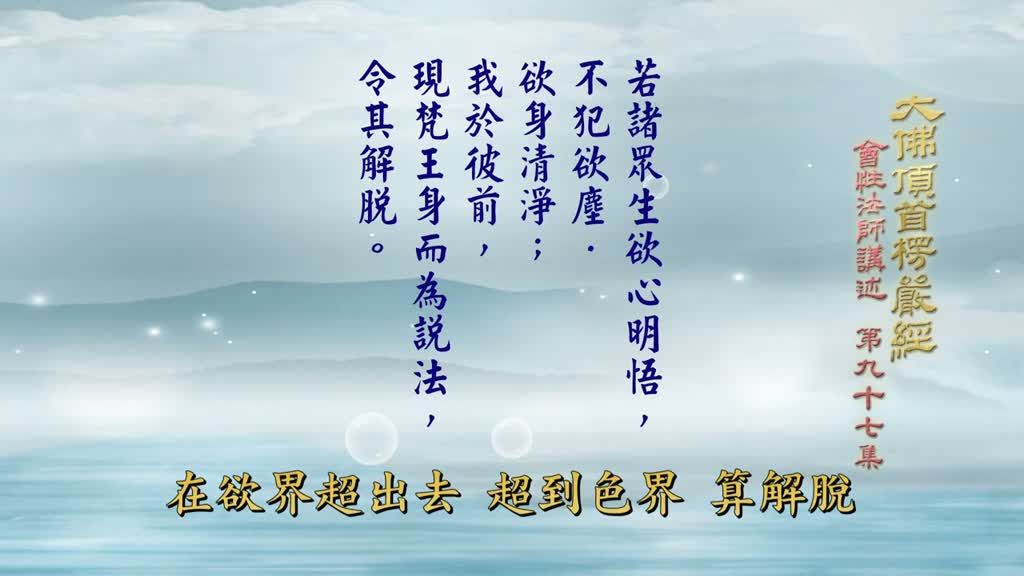 大佛頂首楞嚴經
會性法師講述 第九十七集
若諸眾生欲心明悟，
不犯欲塵．
欲身清淨；
我於彼前，
現梵王身而為說法，
令其解脫。
在欲界超出去 超到色界 算解脫